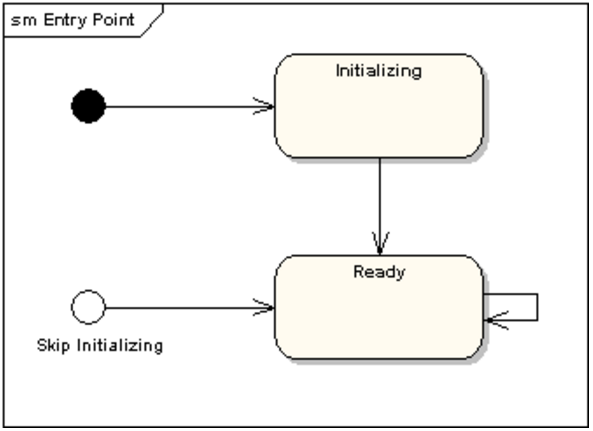 sm Entry Point
Initializing
Ready
Skip Initializing